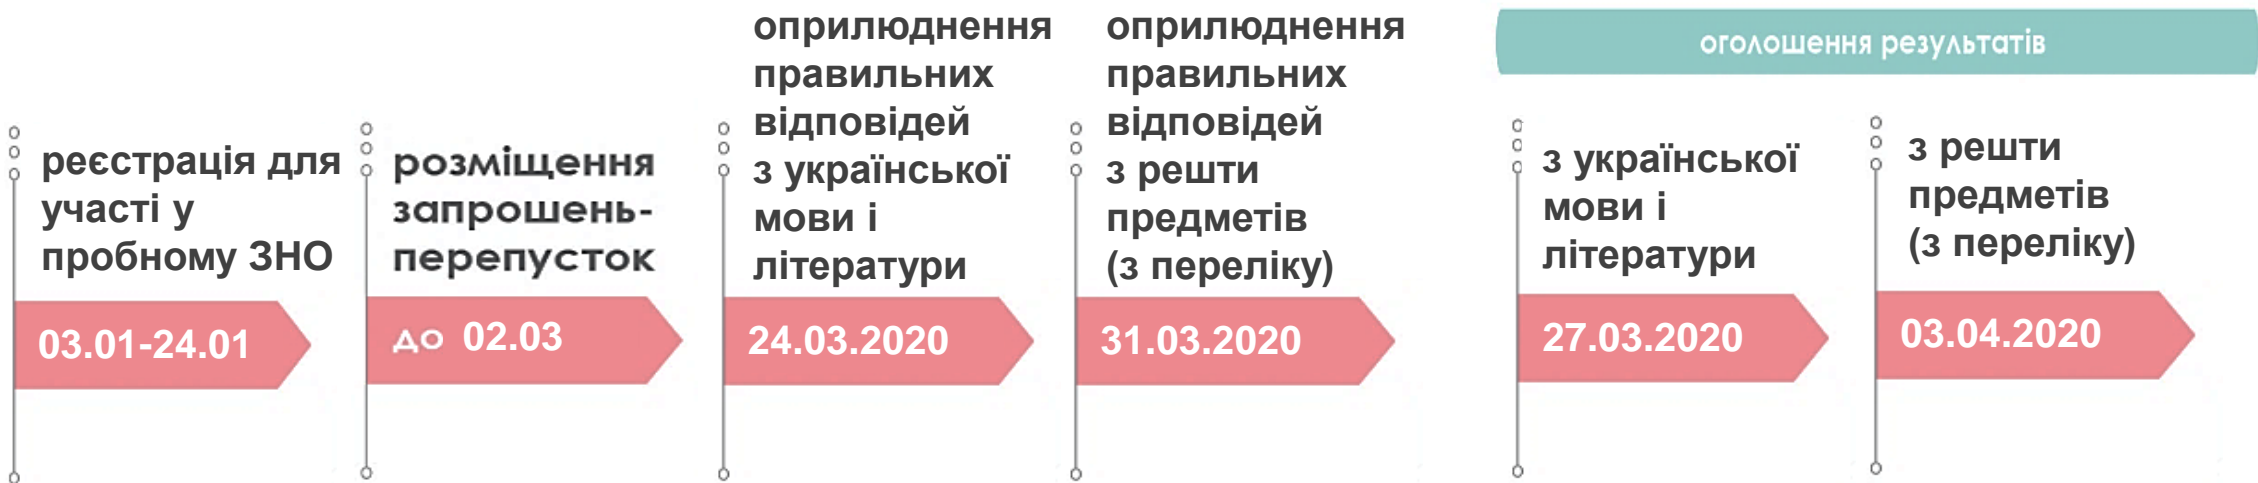 реєстрація для
участі у
пробному ЗНО
03.01-24.01
розміщення
запрошень-
перепусток
до 02.03
оприлюднення
правильних
відповідей
з української
мови і
літератури
24.03.2020
оприлюднення
правильних
відповідей
з решти
предметів
(з переліку)
31.03.2020
оголошення результатів
з української
мови і
літератури
27.03.2020
з решти
предметів
(з переліку)
03.04.2020